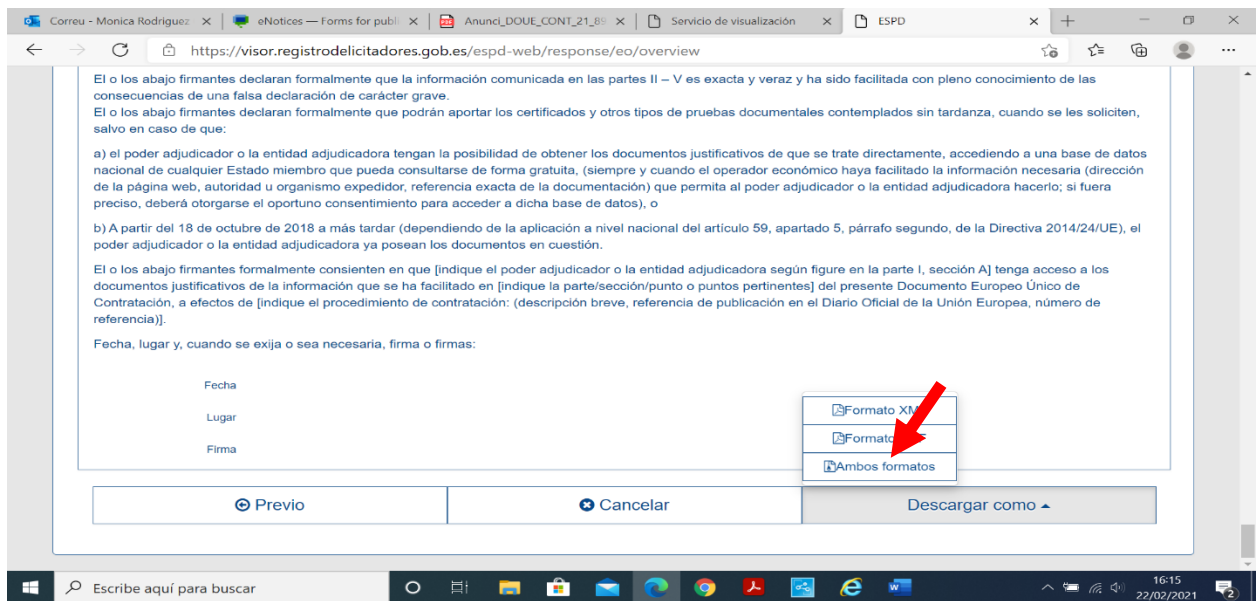 Correu - Monica Rodriguez
eNotices — Forms for publi
Anunci_DOUE_CONT_21_89
Servicio de visualización
ESPD
https://visor.registrodelicitadores.gob.es/espd-web/response/eo/overview
El o los abajo firmantes declaran formalmente que la información comunicada en las partes II – V es exacta y veraz y ha sido facilitada con pleno conocimiento de las
consecuencias de una falsa declaración de carácter grave.
El o los abajo firmantes declaran formalmente que podrán aportar los certificados y otros tipos de pruebas documentales contemplados sin tardanza, cuando se les soliciten,
salvo en caso de que:
a) el poder adjudicador o la entidad adjudicadora tengan la posibilidad de obtener los documentos justificativos de que se trate directamente, accediendo a una base de datos
nacional de cualquier Estado miembro que pueda consultarse de forma gratuita, (siempre y cuando el operador económico haya facilitado la información necesaria (dirección
de la página web, autoridad u organismo expedidor, referencia exacta de la documentación) que permita al poder adjudicador o la entidad adjudicadora hacerlo; si fuera
preciso, deberá otorgarse el oportuno consentimiento para acceder a dicha base de datos), o
b) A partir del 18 de octubre de 2018 a más tardar (dependiendo de la aplicación a nivel nacional del artículo 59, apartado 5, párrafo segundo, de la Directiva 2014/24/UE), el
poder adjudicador o la entidad adjudicadora ya posean los documentos en cuestión.
El o los abajo firmantes formalmente consienten en que [indique el poder adjudicador o la entidad adjudicadora según figure en la parte I, sección A] tenga acceso a los
documentos justificativos de la información que se ha facilitado en [indique la parte/sección/punto o puntos pertinentes] del presente Documento Europeo Único de
Contratación, a efectos de [indique el procedimiento de contratación: (descripción breve, referencia de publicación en el Diario Oficial de la Unión Europea, número de
referencia)].
Fecha, lugar y, cuando se exija o sea necesaria, firma o firmas:
Fecha
Lugar
Firma
Formato XM
Formato
Ambos formatos
Previo
Cancelar
Descargar como
Escribe aquí para buscar
16:15
22/02/2021